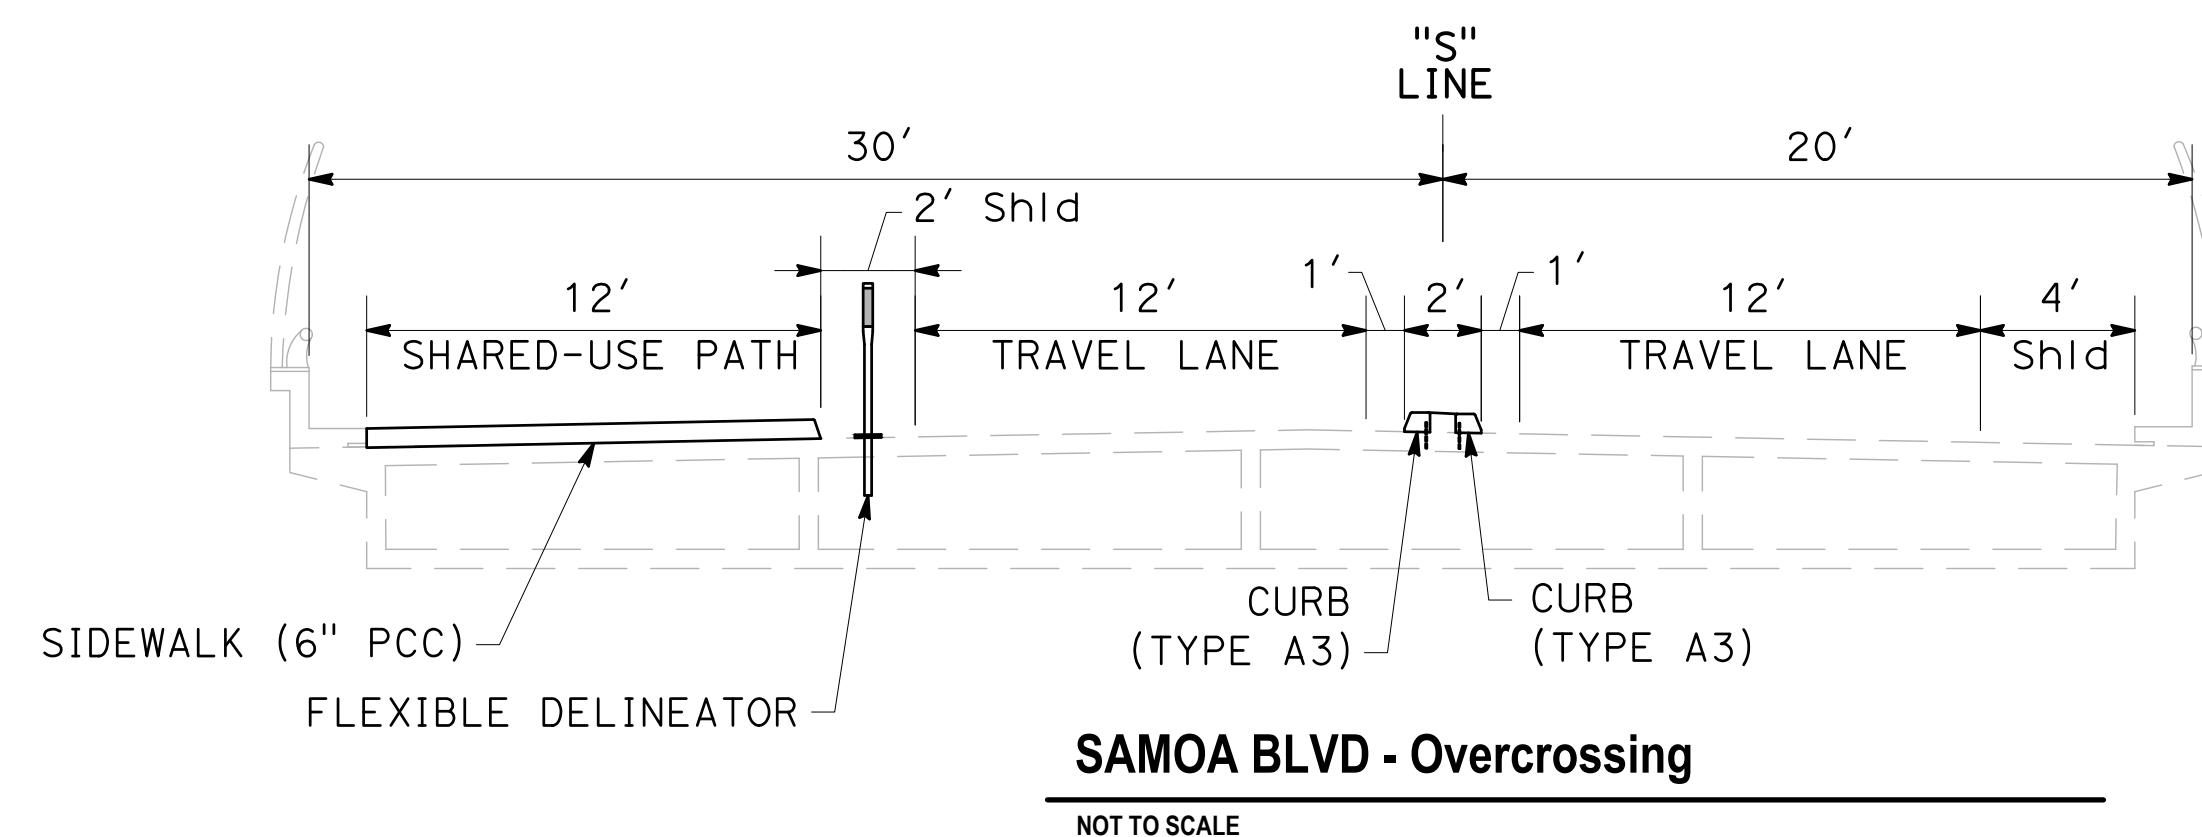 "S"
LINE
30'
20'
2' Shld
12'
12'
1'
2'
1'
12'
4'
SHARED-USE PATH
TRAVEL LANE
TRAVEL LANE
Shld
SIDEWALK (6" PCC)
FLEXIBLE DELINEATOR
CURB
(TYPE A3)
CURB
(TYPE A3)
SAMOA BLVD - Overcrossing
NOT TO SCALE